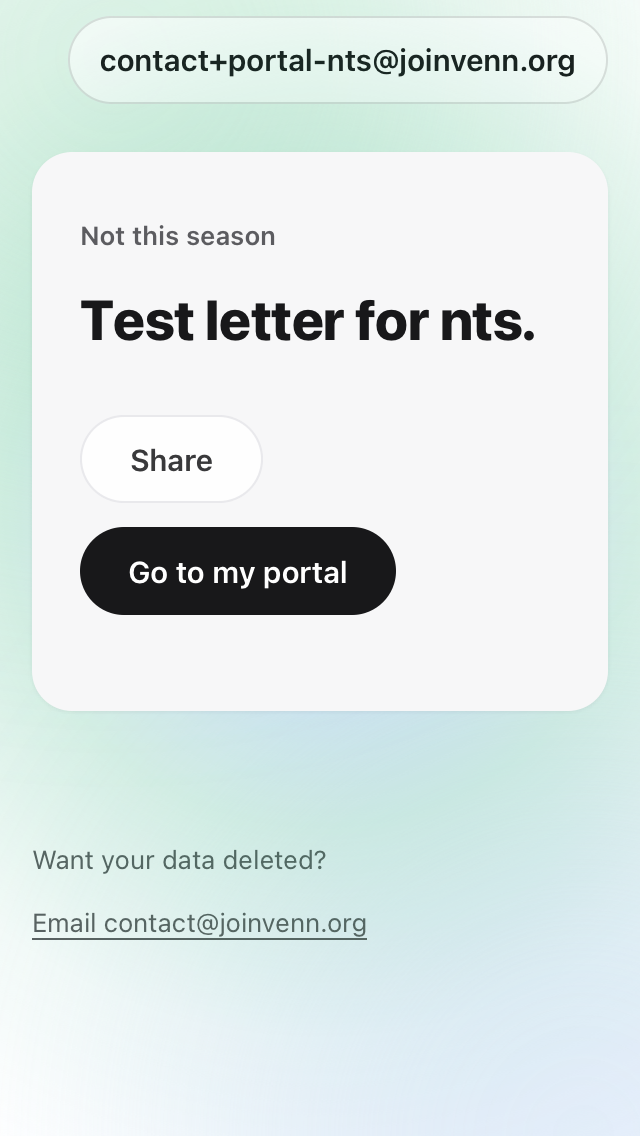 contact+portal-nts@joinvenn.org
Not this season
Test letter for nts.
Share
Go to my portal
Want your data deleted?
Email contact@joinvenn.org